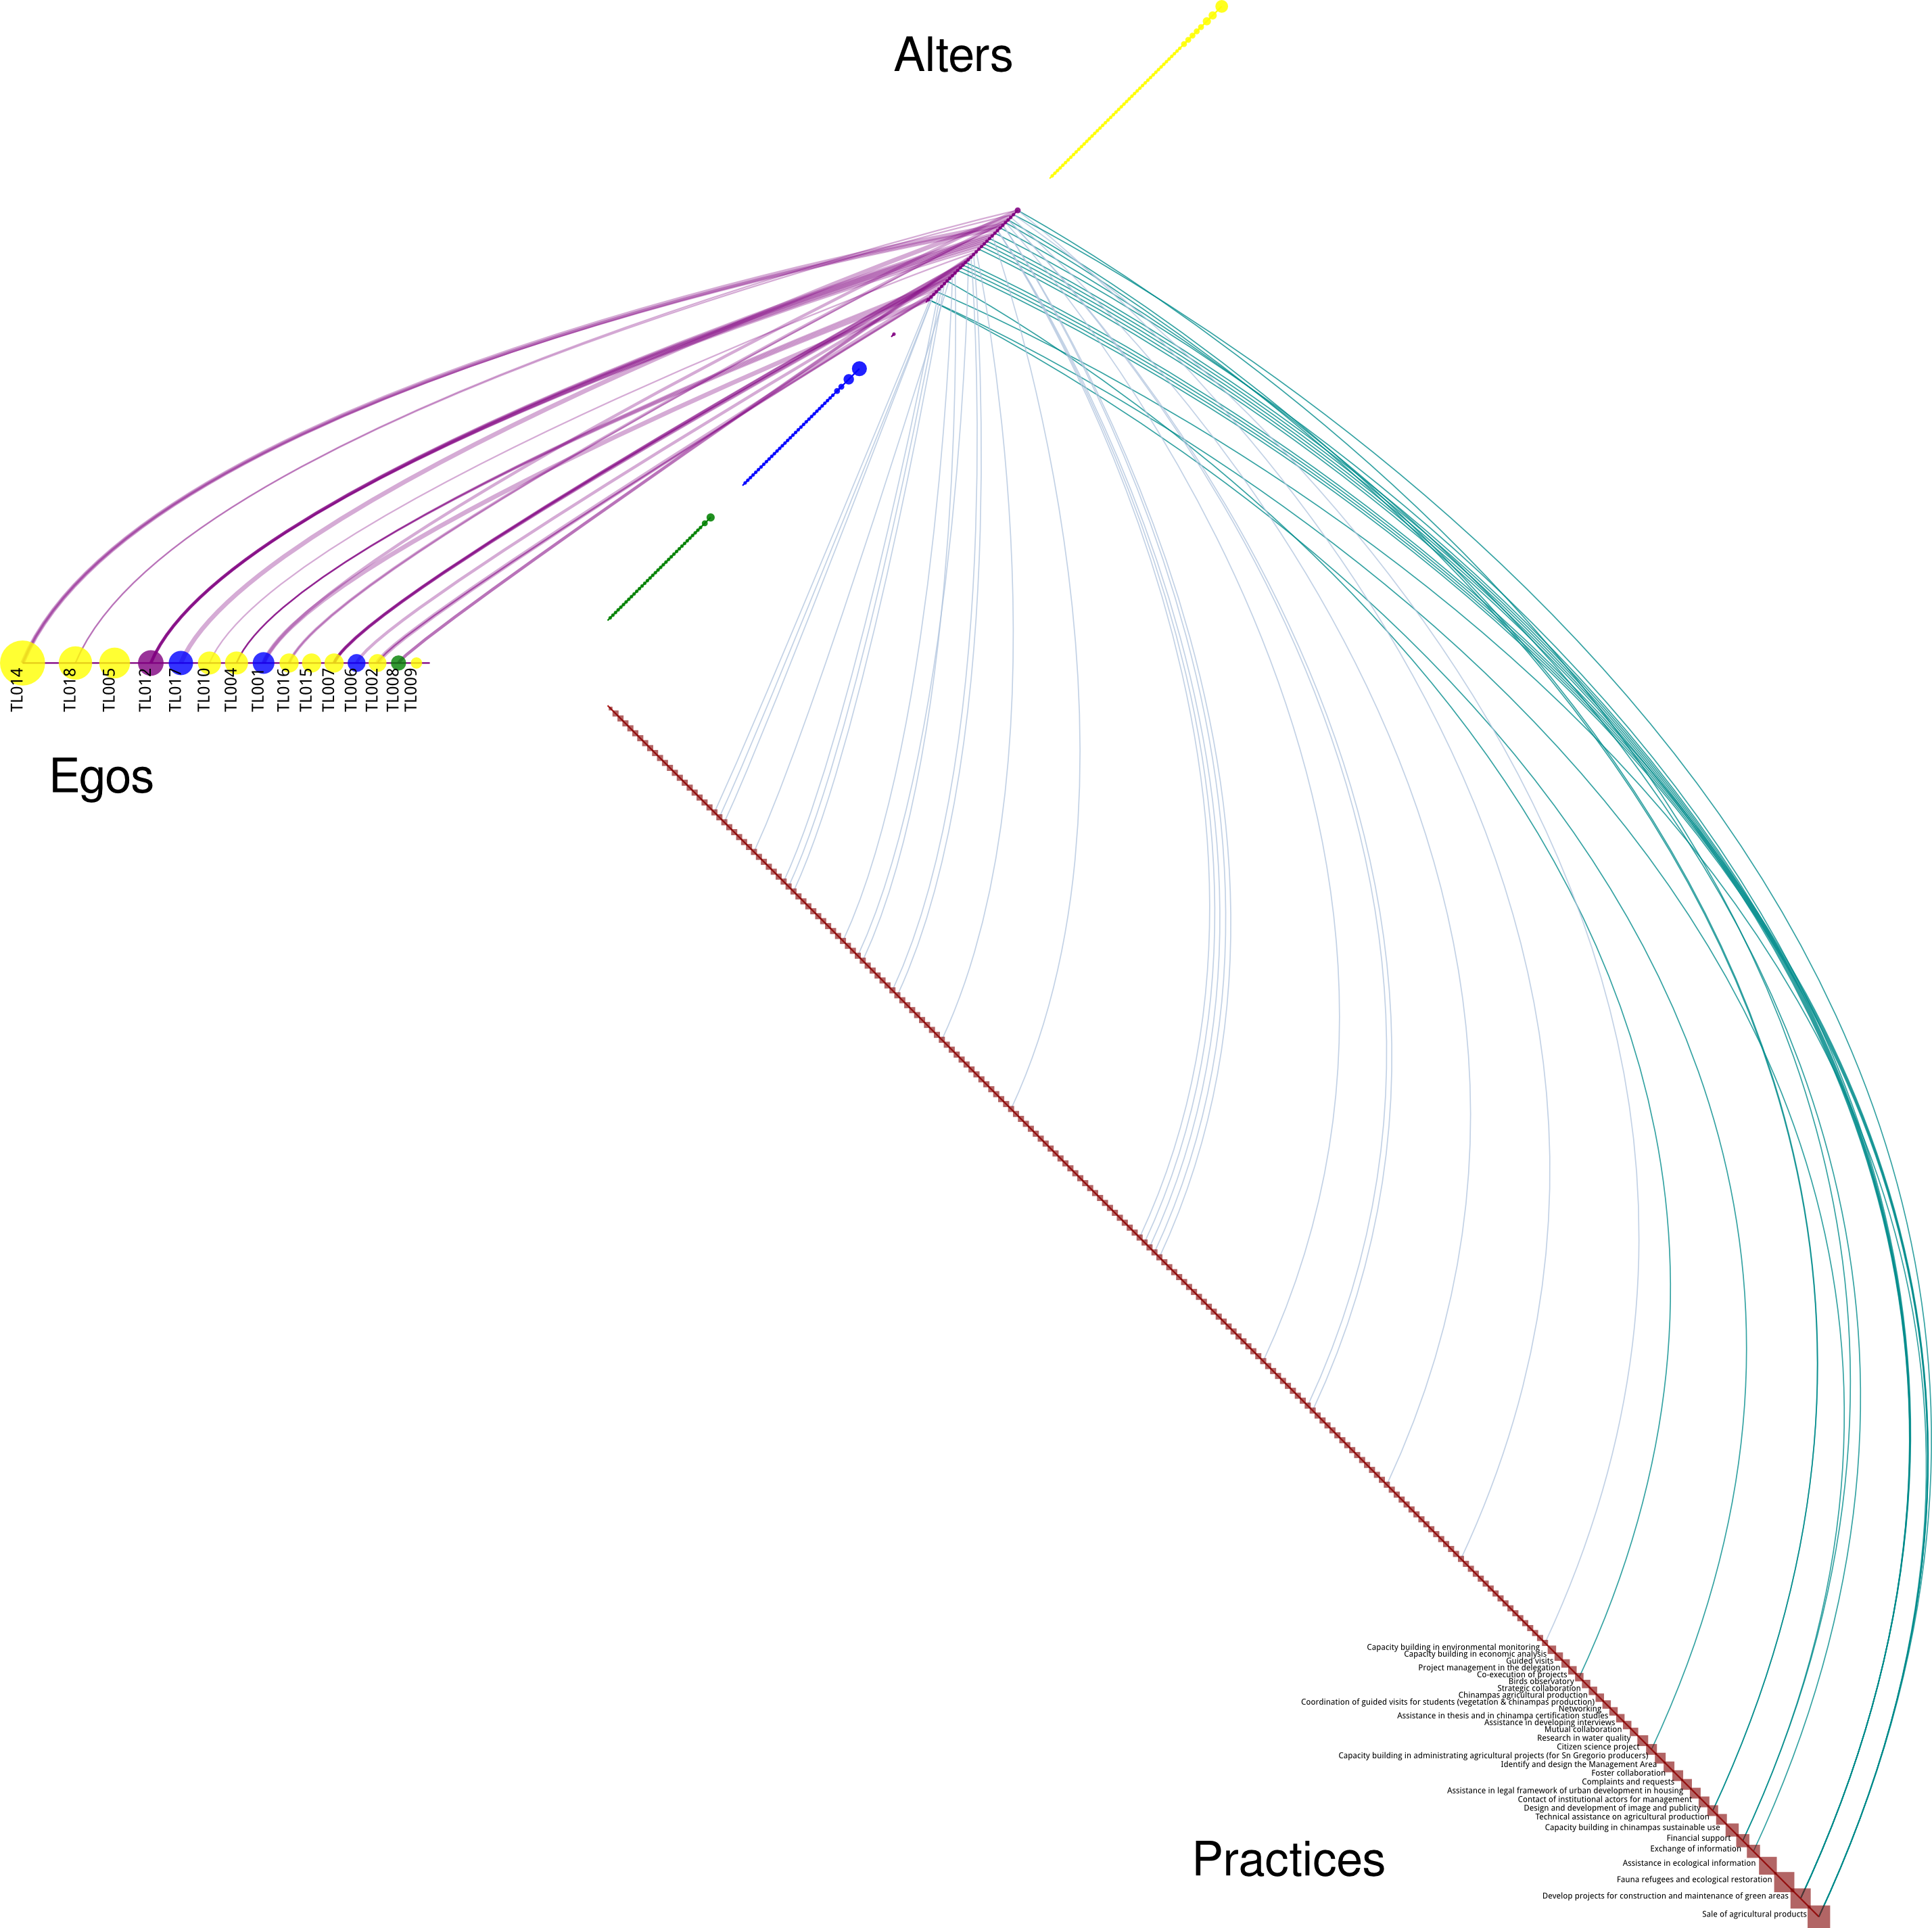 Alters
TL014
TL018
TL005
TL012
TL017
TL010
TL004
TL001
TL016
TL015
TL007
TL006
TL002
TL008
TL009
Egos
Capacity building in environmental monitoring
Capacity building in economic analysis
Guided visits
Project management in the delegation
Co-execution of projects
Birds observatory
Strategic collaboration
Chinampas agricultural production
Coordination of guided visits for students (vegetation & chinampas production)
Networking
Assistance in thesis and in chinampa certification studies
Assistance in developing interviews
Mutual collaboration
Research in water quality
Citizen science project
Capacity building in administrating agricultural projects (for Sn Gregorio producers)
Identify and design the Management Area
Foster collaboration
Complaints and requests
Assistance in legal framework of urban development in housing
Contact of institutional actors for management
Design and development of image and publicity
Technical assistance on agricultural production
Capacity building in chinampas sustainable use
Financial support
Exchange of information
Assistance in ecological information
Fauna refugees and ecological restoration
Develop projects for construction and maintenance of green areas
Sale of agricultural products
Practices